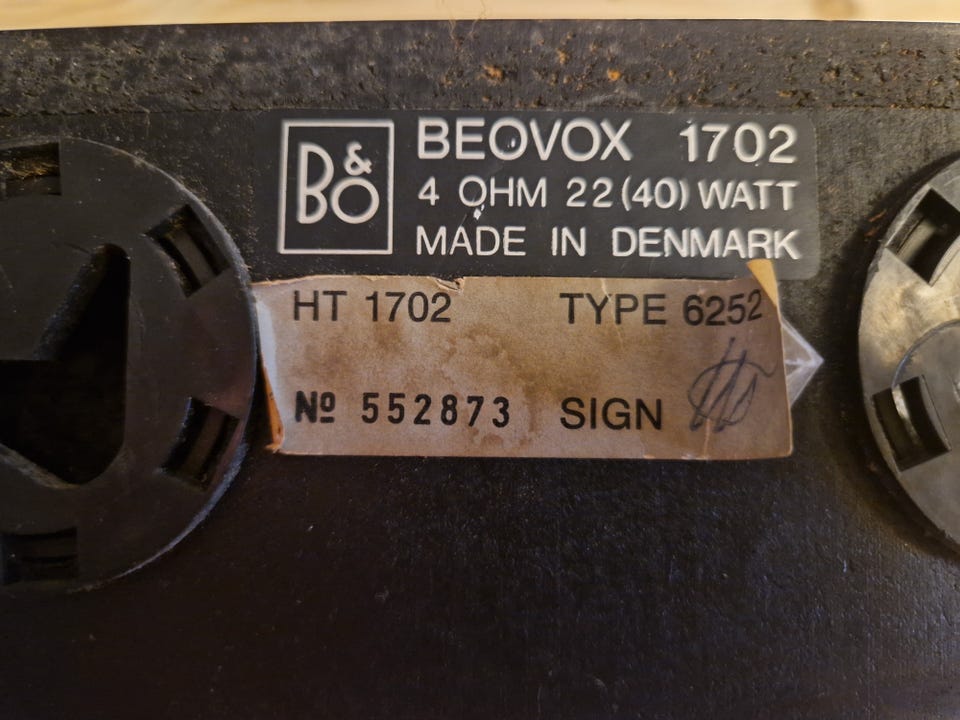 B&O
BEOVOX 1702
4 OHM 22 (40) WATT
MADE IN DENMARK
HT 1702 TYPE 6252
Nº 552873 SIGN